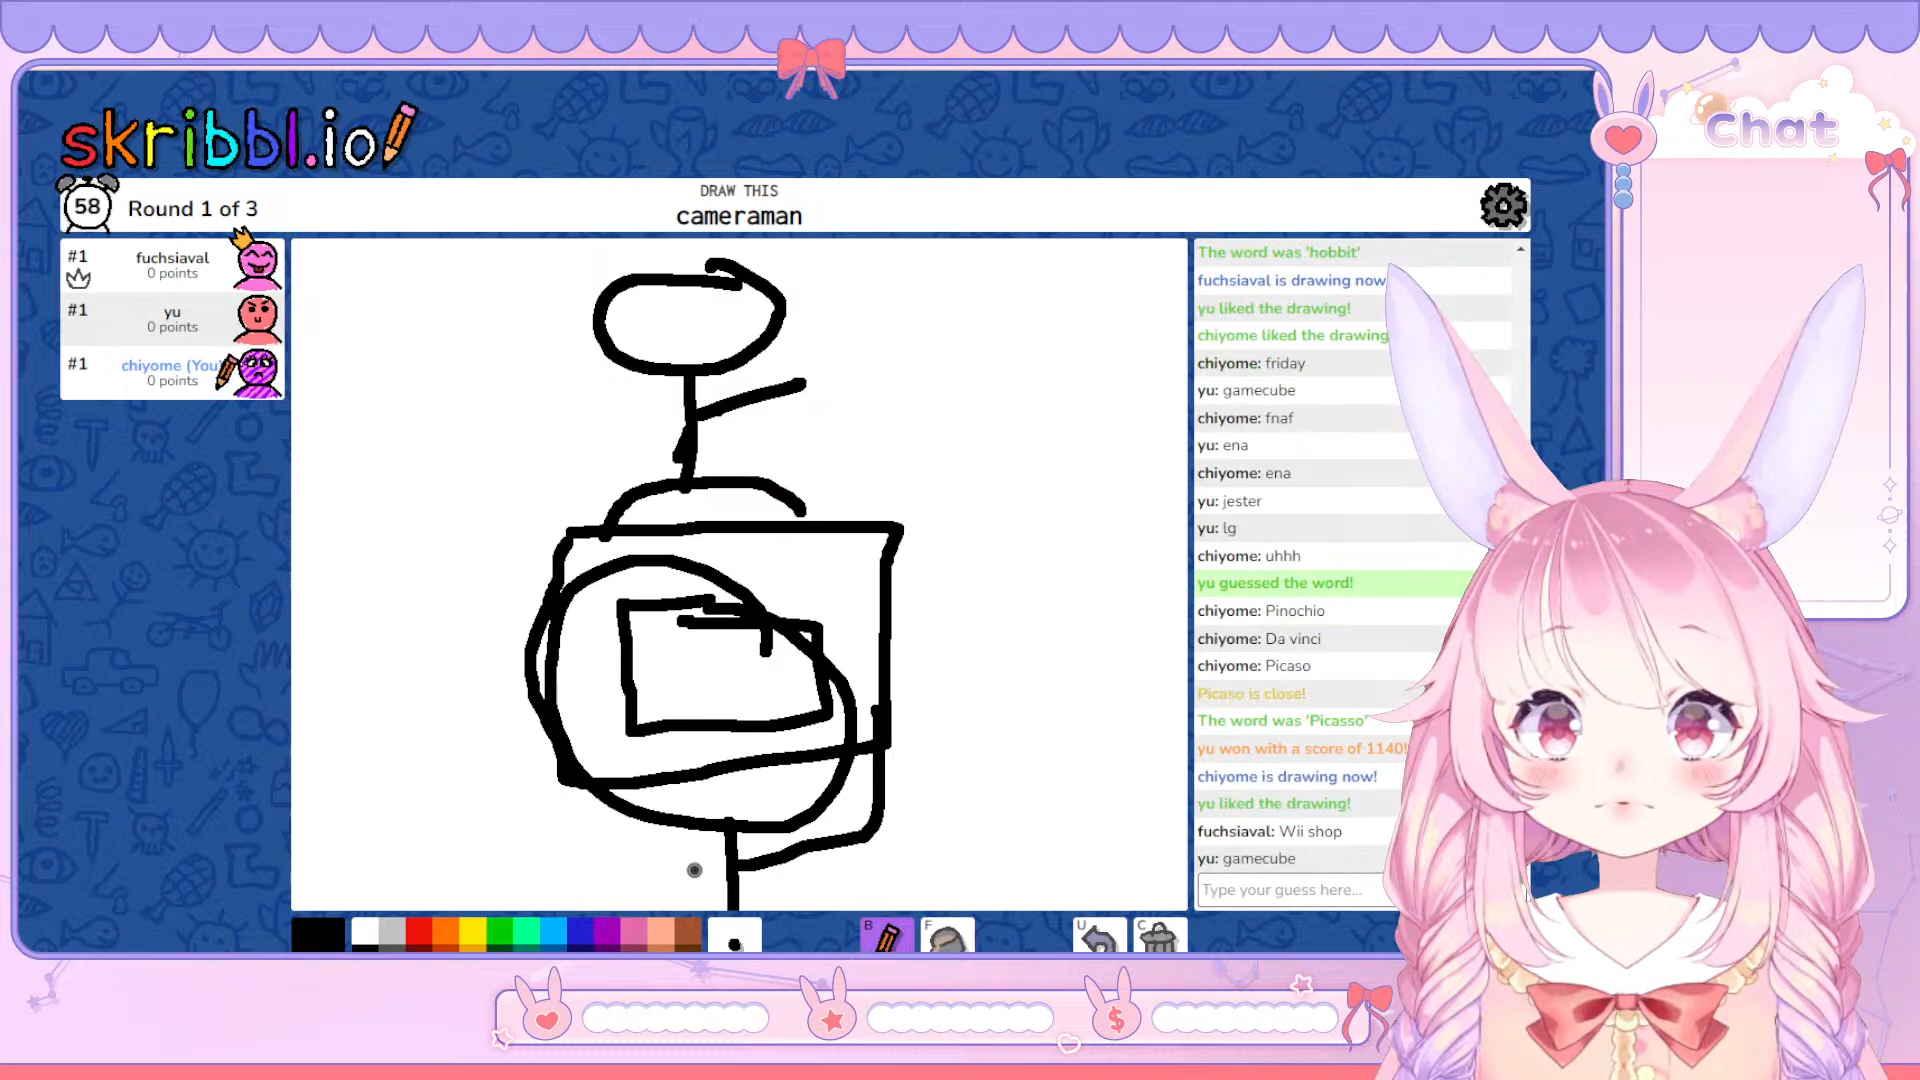 skribbl.io
Chat
58
Round 1 of 3
DRAW THIS
cameraman
#1
fuchsiaval
0 points
#1
yu
0 points
#1
chiyome (You)
0 points
The word was 'hobbit'
fuchsiaval is drawing now
yu liked the drawing!
chiyome liked the drawing
chiyome: friday
yu: gamecube
chiyome: fnaf
yu: ena
chiyome: ena
yu: jester
yu: lg
chiyome: uhhh
yu guessed the word!
chiyome: Pinochio
chiyome: Da vinci
chiyome: Picaso
Picaso is close!
The word was 'Picasso'
yu won with a score of 1140!
chiyome is drawing now!
yu liked the drawing!
fuchsiaval: Wii shop
yu: gamecube
Type your guess here...
B
F
U
C
$